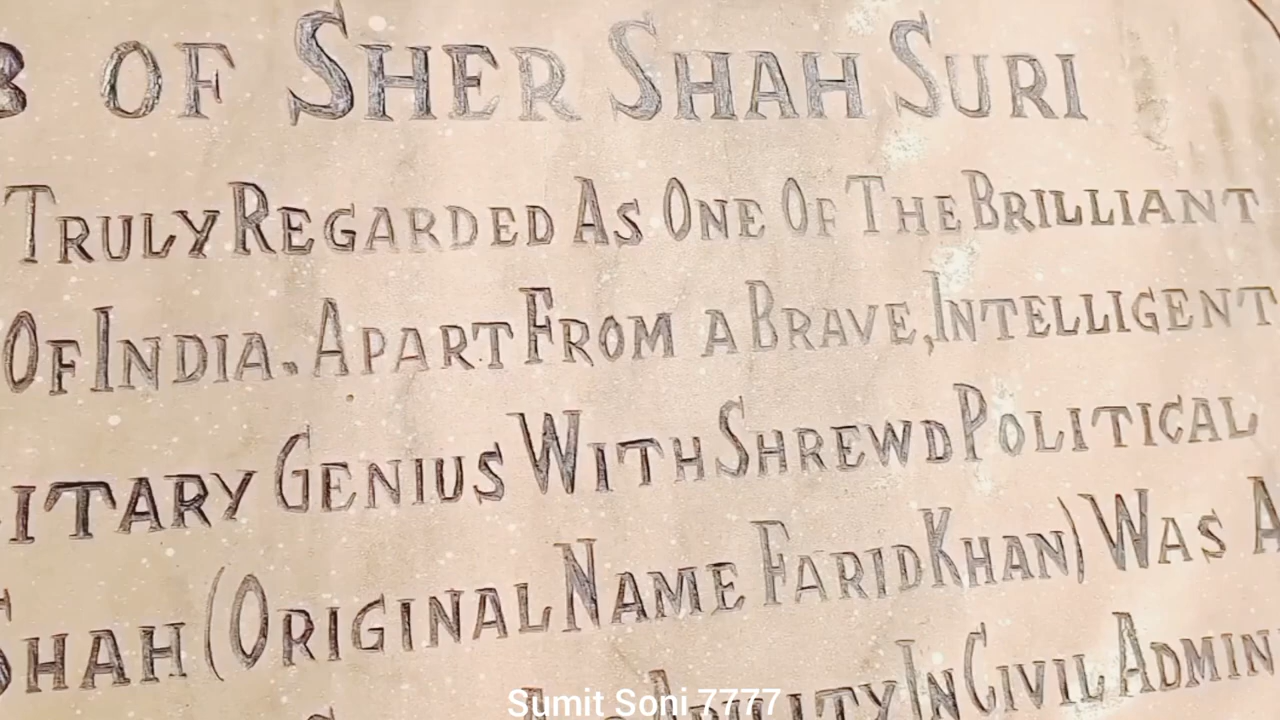 OF SHER SHAH SURI
TRULY REGARDED AS ONE OF THE BRILLIANT
OF INDIA. APART FROM A BRAVE, INTELLIGENT
ITARY GENIUS WITH SHREWD POLITICAL
SHAH (ORIGINAL NAME FARID KHAN) WAS A
ABILITY IN CIVIL ADMIN
Sumit Soni 7777